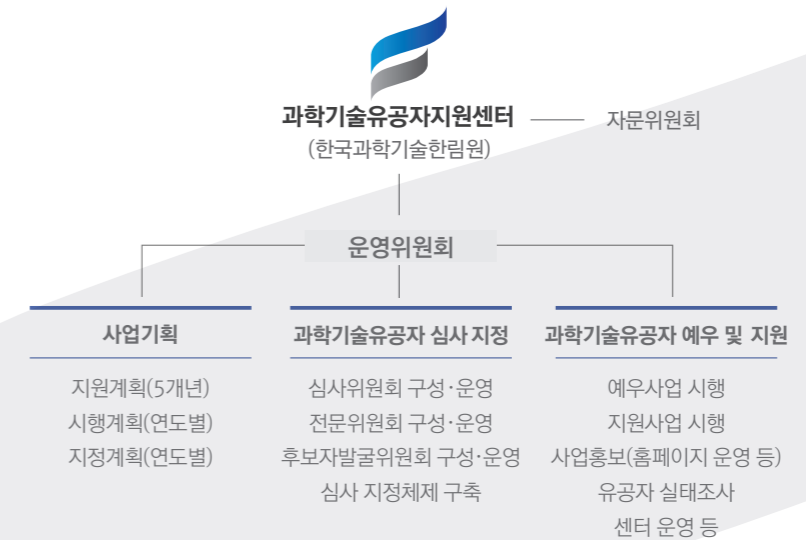 과학기술유공자지원센터
자문위원회
(한국과학기술한림원)
운영위원회
사업기획
지원계획(5개년)
시행계획(연도별)
지정계획(연도별)
과학기술유공자 심사 지정
심사위원회 구성·운영
전문위원회 구성·운영
후보자발굴위원회 구성·운영
심사 지정체제 구축
과학기술유공자 예우 및 지원
예우사업 시행
지원사업 시행
사업홍보(홈페이지 운영 등)
유공자 실태조사
센터 운영 등